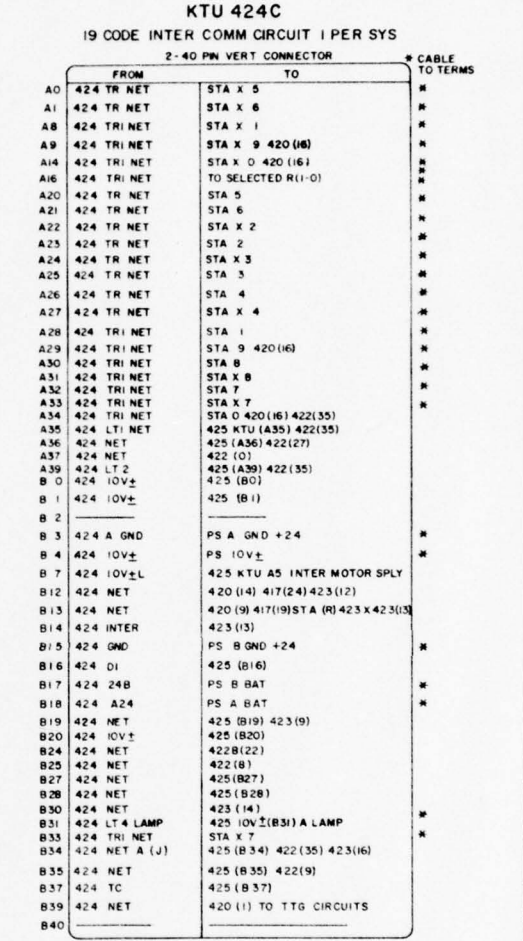 KTU 424C
19 CODE INTER COMM CIRCUIT 1 PER SYS
2-40 PIN VERT CONNECTOR
* CABLE TO TERMS
FROM TO
A0 424 TR NET STA X 5 *
A1 424 TR NET STA X 6 *
A8 424 TRI NET STA X 1 *
A9 424 TRI NET STA X 9 420(16) *
A14 424 TRI NET STA X 0 420 (16) *
A16 424 TRI NET TO SELECTED R(1-0) * *
A20 424 TR NET STA 5 *
A21 424 TR NET STA 6 *
A22 424 TR NET STA X 2 *
A23 424 TR NET STA 2 *
A24 424 TR NET STA X 3 *
A25 424 TR NET STA 3 *
A26 424 TR NET STA 4 *
A27 424 TR NET STA X 4 *
A28 424 TRI NET STA 1 *
A29 424 TRI NET STA 9 420(16) *
A30 424 TRI NET STA 8 *
A31 424 TRI NET STA X 8
A32 424 TRI NET STA 7 *
A33 424 TRI NET STA X 7 *
A34 424 TRI NET STA 0 420 (16) 422(35)
A35 424 LTI NET 425 KTU (A35) 422(35)
A36 424 NET 425 (A36) 422(27)
A37 424 NET 422 (0)
A39 424 LT 2 425 (A39) 422(35)
B 0 424 10V± 425 (B0)
B 1 424 10V± 425 (B1)
B 2
B 3 424 A GND PS A GND +24 *
B 4 424 10V± PS 10V± *
B 7 424 10V±L 425 KTU A5 INTER MOTOR SPLY
B12 424 NET 420 (14) 417(24) 423(12)
B13 424 NET 420 (9) 417(19) STA (R) 423 X 423(13)
B14 424 INTER 423 (13)
B15 424 GND PS B GND +24 *
B16 424 DI 425 (B16)
B17 424 24B PS B BAT *
B18 424 A24 PS A BAT *
B19 424 NET 425 (B19) 423(9)
B20 424 10V± 425 (B20)
B24 424 NET 422B(22)
B25 424 NET 422(8)
B27 424 NET 425(B27)
B28 424 NET 425(B28)
B30 424 NET 423 (14)
B31 424 LT 4 LAMP 425 10V±(B31) A LAMP *
B33 424 TRI NET STA X 7 *
B34 424 NET A (J) 425 (B34) 422 (35) 423(16)
B35 424 NET 425 (B35) 422(9)
B37 424 TC 425 (B37)
B39 424 NET 420 (1) TO TTG CIRCUITS
B40